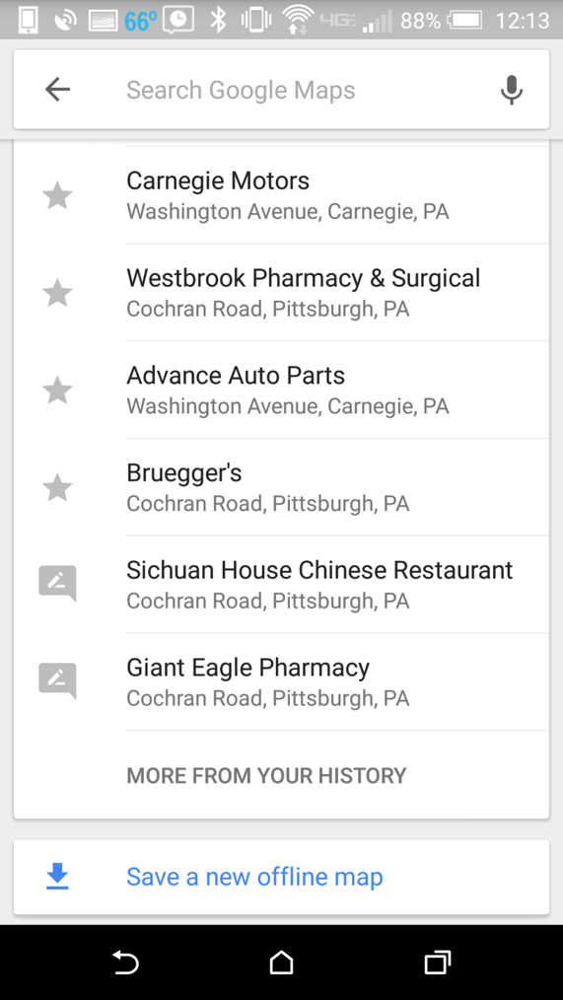 66° 4G 88% 12:13
Search Google Maps
Carnegie Motors
Washington Avenue, Carnegie, PA
Westbrook Pharmacy & Surgical
Cochran Road, Pittsburgh, PA
Advance Auto Parts
Washington Avenue, Carnegie, PA
Bruegger's
Cochran Road, Pittsburgh, PA
Sichuan House Chinese Restaurant
Cochran Road, Pittsburgh, PA
Giant Eagle Pharmacy
Cochran Road, Pittsburgh, PA
MORE FROM YOUR HISTORY
Save a new offline map